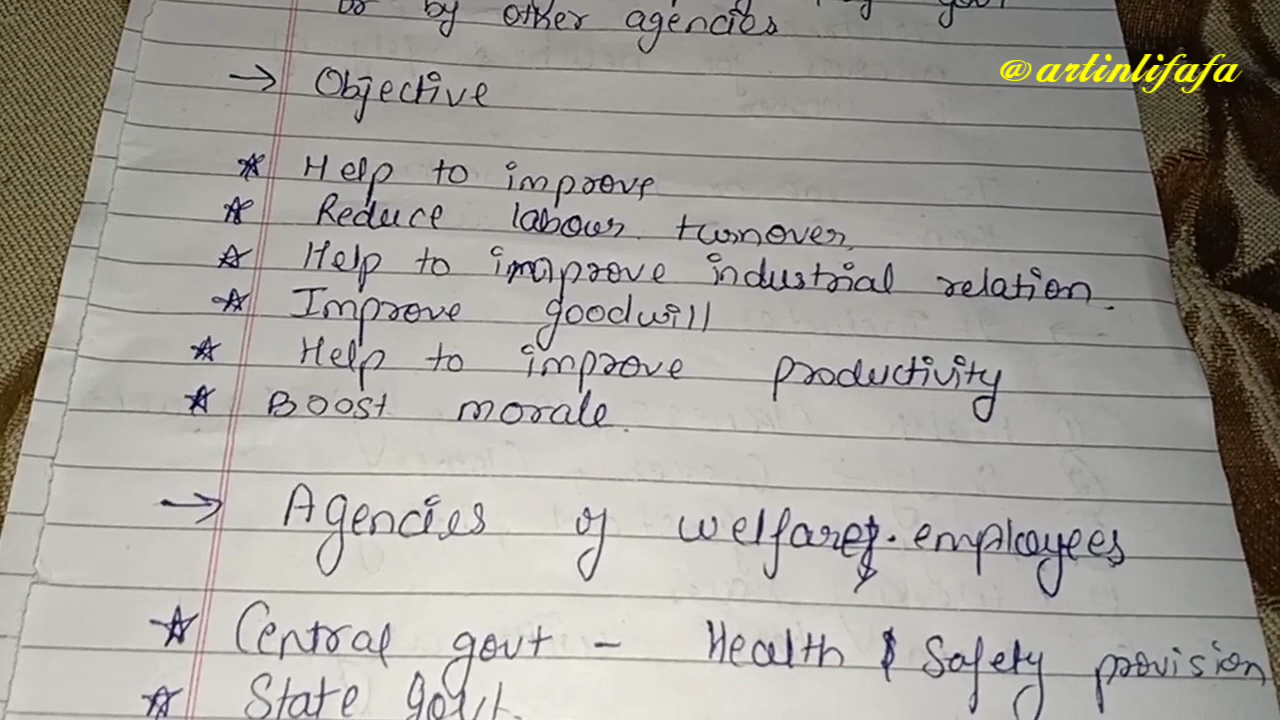 or by other agencies
@artinlifafa
→ Objective
☆ Help to improve
☆ Reduce labour turnover.
☆ Help to improve industrial relation.
☆ Improve goodwill
☆ Help to improve productivity
☆ Boost morale.
→ Agencies of welfare. employees
☆ Central govt - Health & Safety provision
☆ State Govt.